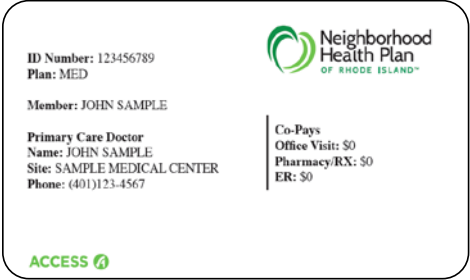 Neighborhood
Health Plan
OF RHODE ISLAND™
ID Number: 123456789
Plan: MED
Member: JOHN SAMPLE
Primary Care Doctor
Name: JOHN SAMPLE
Site: SAMPLE MEDICAL CENTER
Phone: (401)123-4567
Co-Pays
Office Visit: $0
Pharmacy/RX: $0
ER: $0
ACCESS